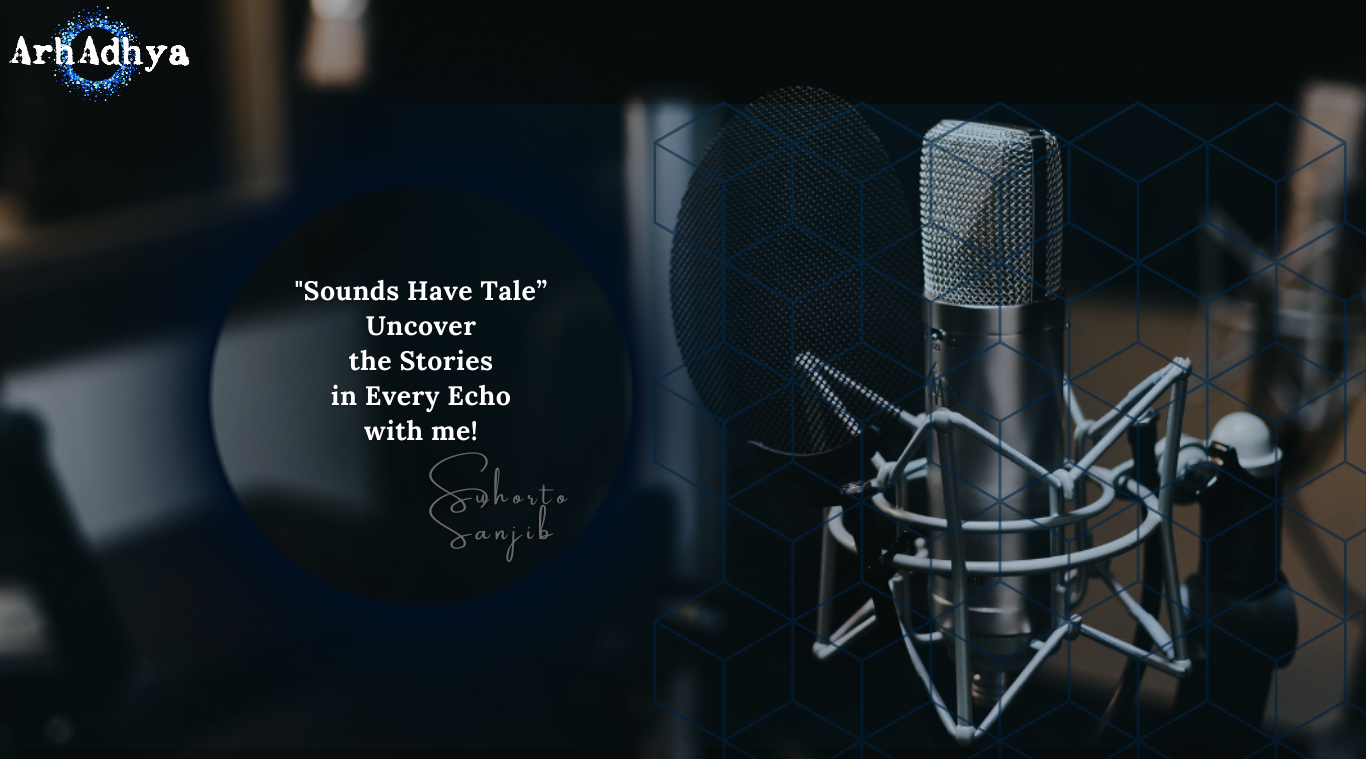 ArhAdhya
"Sounds Have Tale”
Uncover
the Stories
in Every Echo
with me!
Suhorto
Sanjib